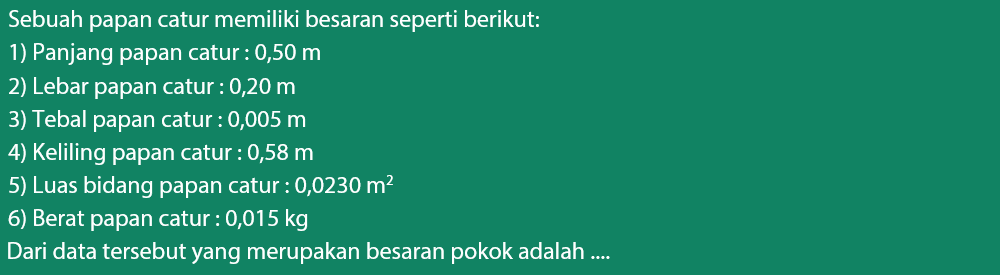 Sebuah papan catur memiliki besaran seperti berikut:
1) Panjang papan catur : 0,50 m
2) Lebar papan catur : 0,20 m
3) Tebal papan catur : 0,005 m
4) Keliling papan catur : 0,58 m
5) Luas bidang papan catur : 0,0230 m²
6) Berat papan catur : 0,015 kg
Dari data tersebut yang merupakan besaran pokok adalah ....